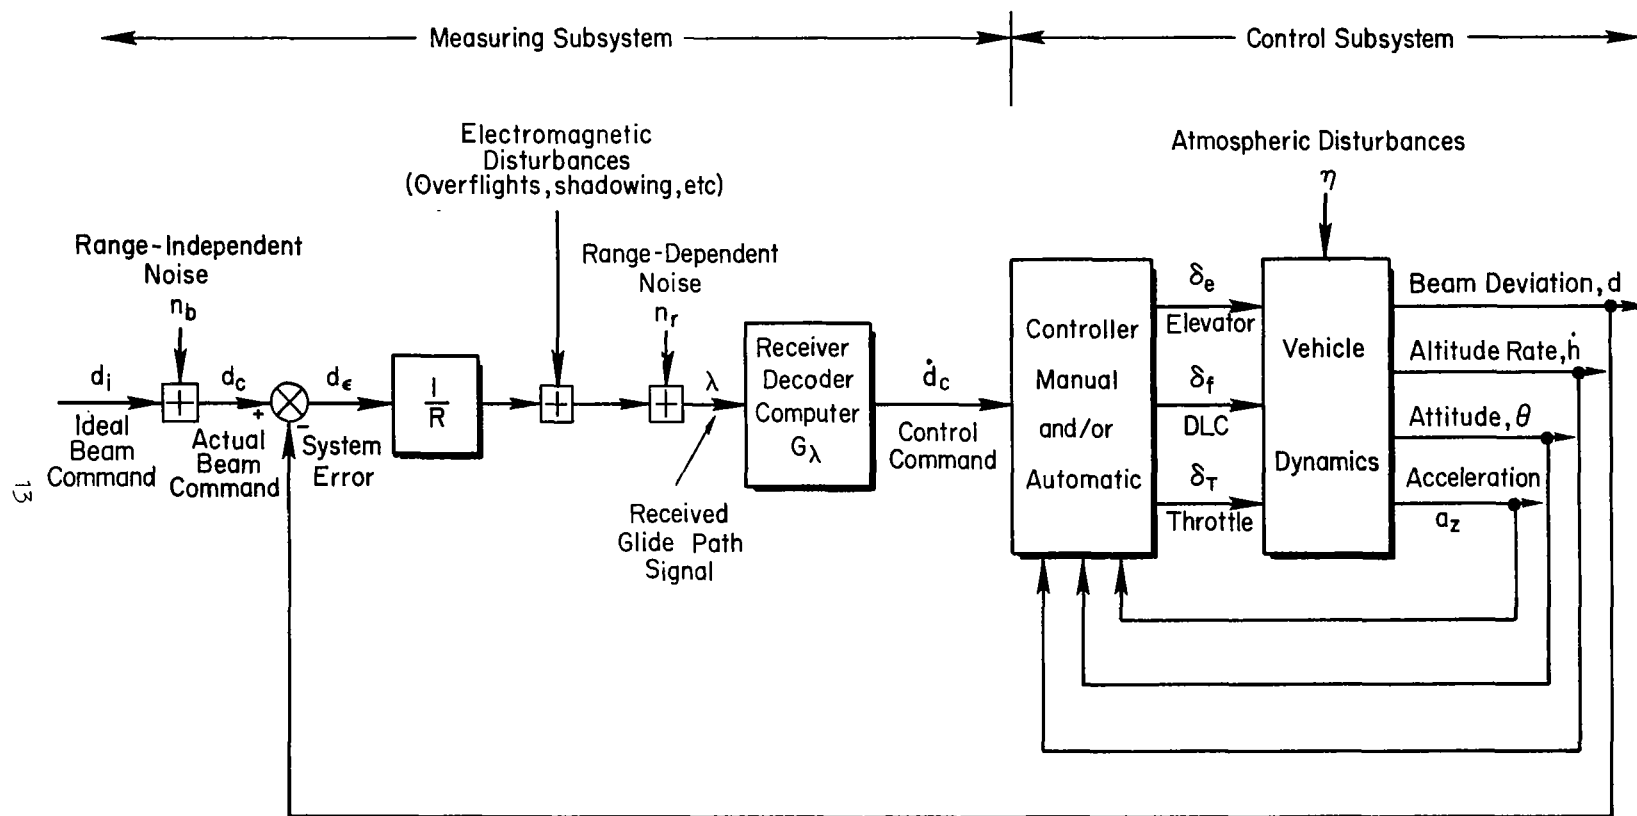 Measuring Subsystem
Control Subsystem
Electromagnetic
Disturbances
(Overflights, shadowing, etc)
Atmospheric Disturbances
η
Range-Independent
Noise
n_b
Range-Dependent
Noise
n_r
d_i
Ideal
Beam
Command
+
d_c
Actual
Beam
Command
+
-
d_ϵ
System
Error
1
R
+
+
λ
Received
Glide Path
Signal
Receiver
Decoder
Computer
G_λ
ḋ_c
Control
Command
Controller
Manual
and/or
Automatic
δ_e
Elevator
δ_f
DLC
δ_T
Throttle
Vehicle
Dynamics
Beam Deviation, d
Altitude Rate, ḣ
Attitude, θ
Acceleration
a_z
13